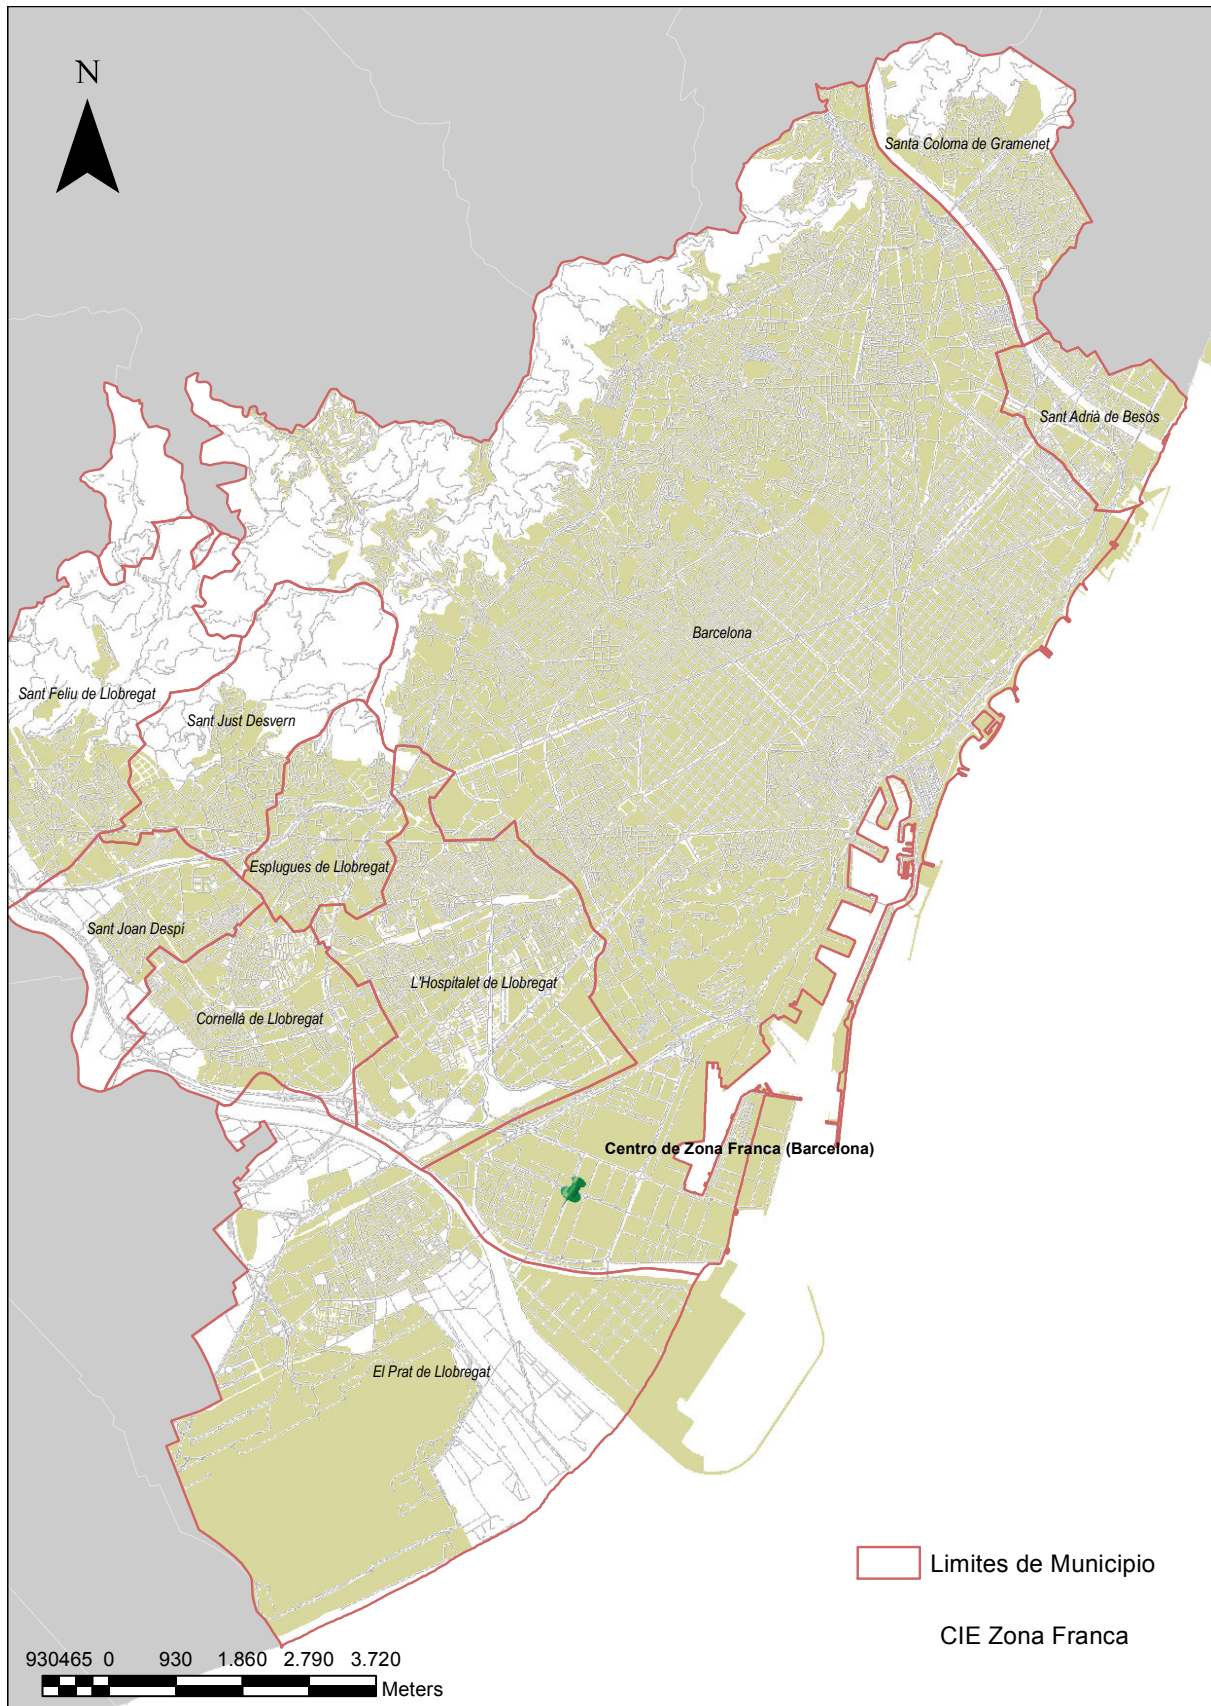 N
Santa Coloma de Gramenet
Sant Adrià de Besòs
Barcelona
Sant Feliu de Llobregat
Sant Just Desvern
Esplugues de Llobregat
Sant Joan Despí
L'Hospitalet de Llobregat
Cornellà de Llobregat
Centro de Zona Franca (Barcelona)
El Prat de Llobregat
Limites de Municipio
CIE Zona Franca
930465 0 930 1.860 2.790 3.720
Meters